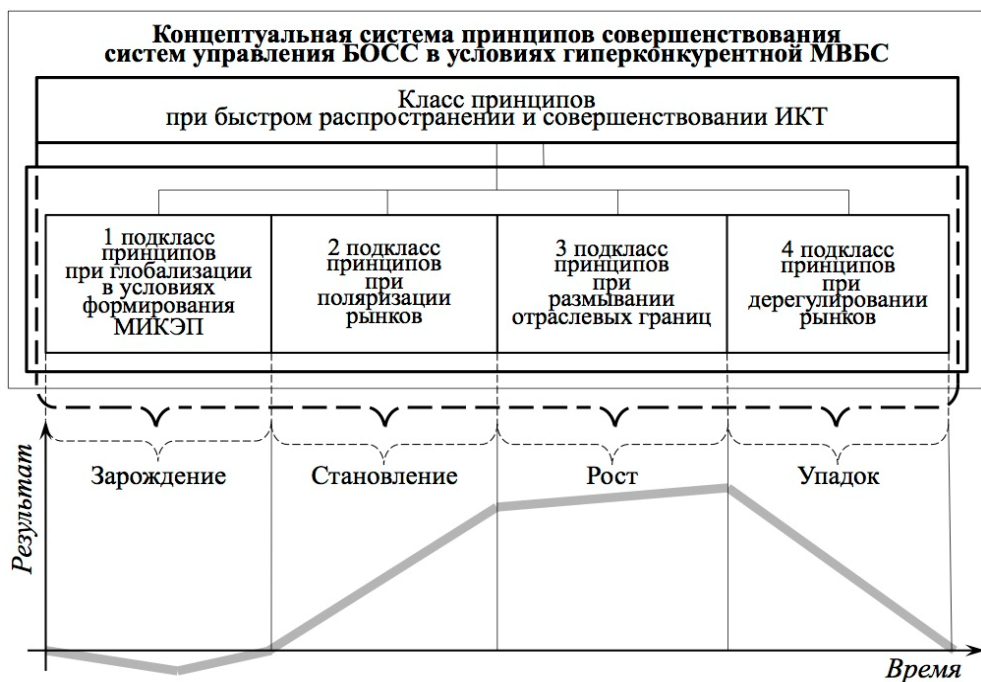 Концептуальная система принципов совершенствования
систем управления БОСС в условиях гиперконкурентной МВБС
Класс принципов
при быстром распространении и совершенствовании ИКТ
1 подкласс
принципов
при глобализации
в условиях
формирования
МИКЭП
2 подкласс
принципов
при
поляризации
рынков
3 подкласс
принципов
при
размывании
отраслевых границ
4 подкласс
принципов
при
дерегулировании
рынков
Зарождение
Становление
Рост
Упадок
Результат
Время